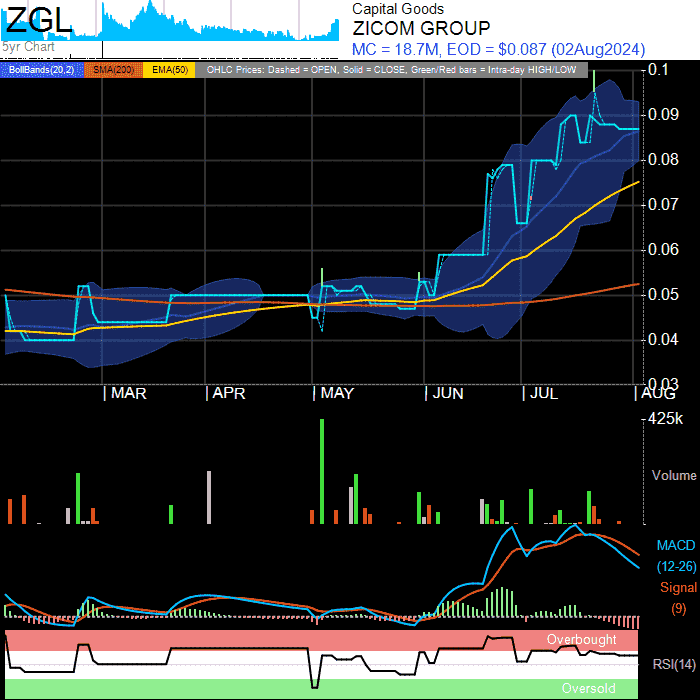 ZGL
5yr Chart
Capital Goods
ZICOM GROUP
MC = 18.7M, EOD = $0.087 (02Aug2024)
BollBands(20,2) SMA(200) EMA(50) OHLC Prices: Dashed = OPEN, Solid = CLOSE, Green/Red bars = Intra-day HIGH/LOW
0.1
0.09
0.08
0.07
0.06
0.05
0.04
0.03
| MAR | APR | MAY | JUN | JUL | AUG
425k
Volume
MACD
(12-26)
Signal
(9)
Overbought
RSI(14)
Oversold